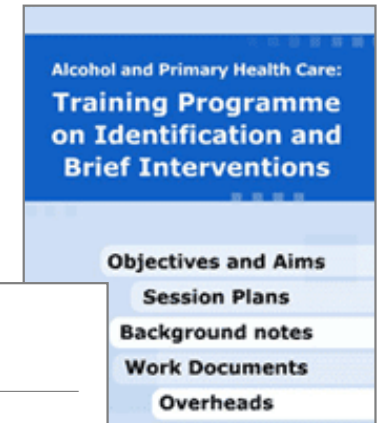 Alcohol and Primary Health Care:
Training Programme
on Identification and
Brief Interventions
Objectives and Aims
Session Plans
Background notes
Work Documents
Overheads